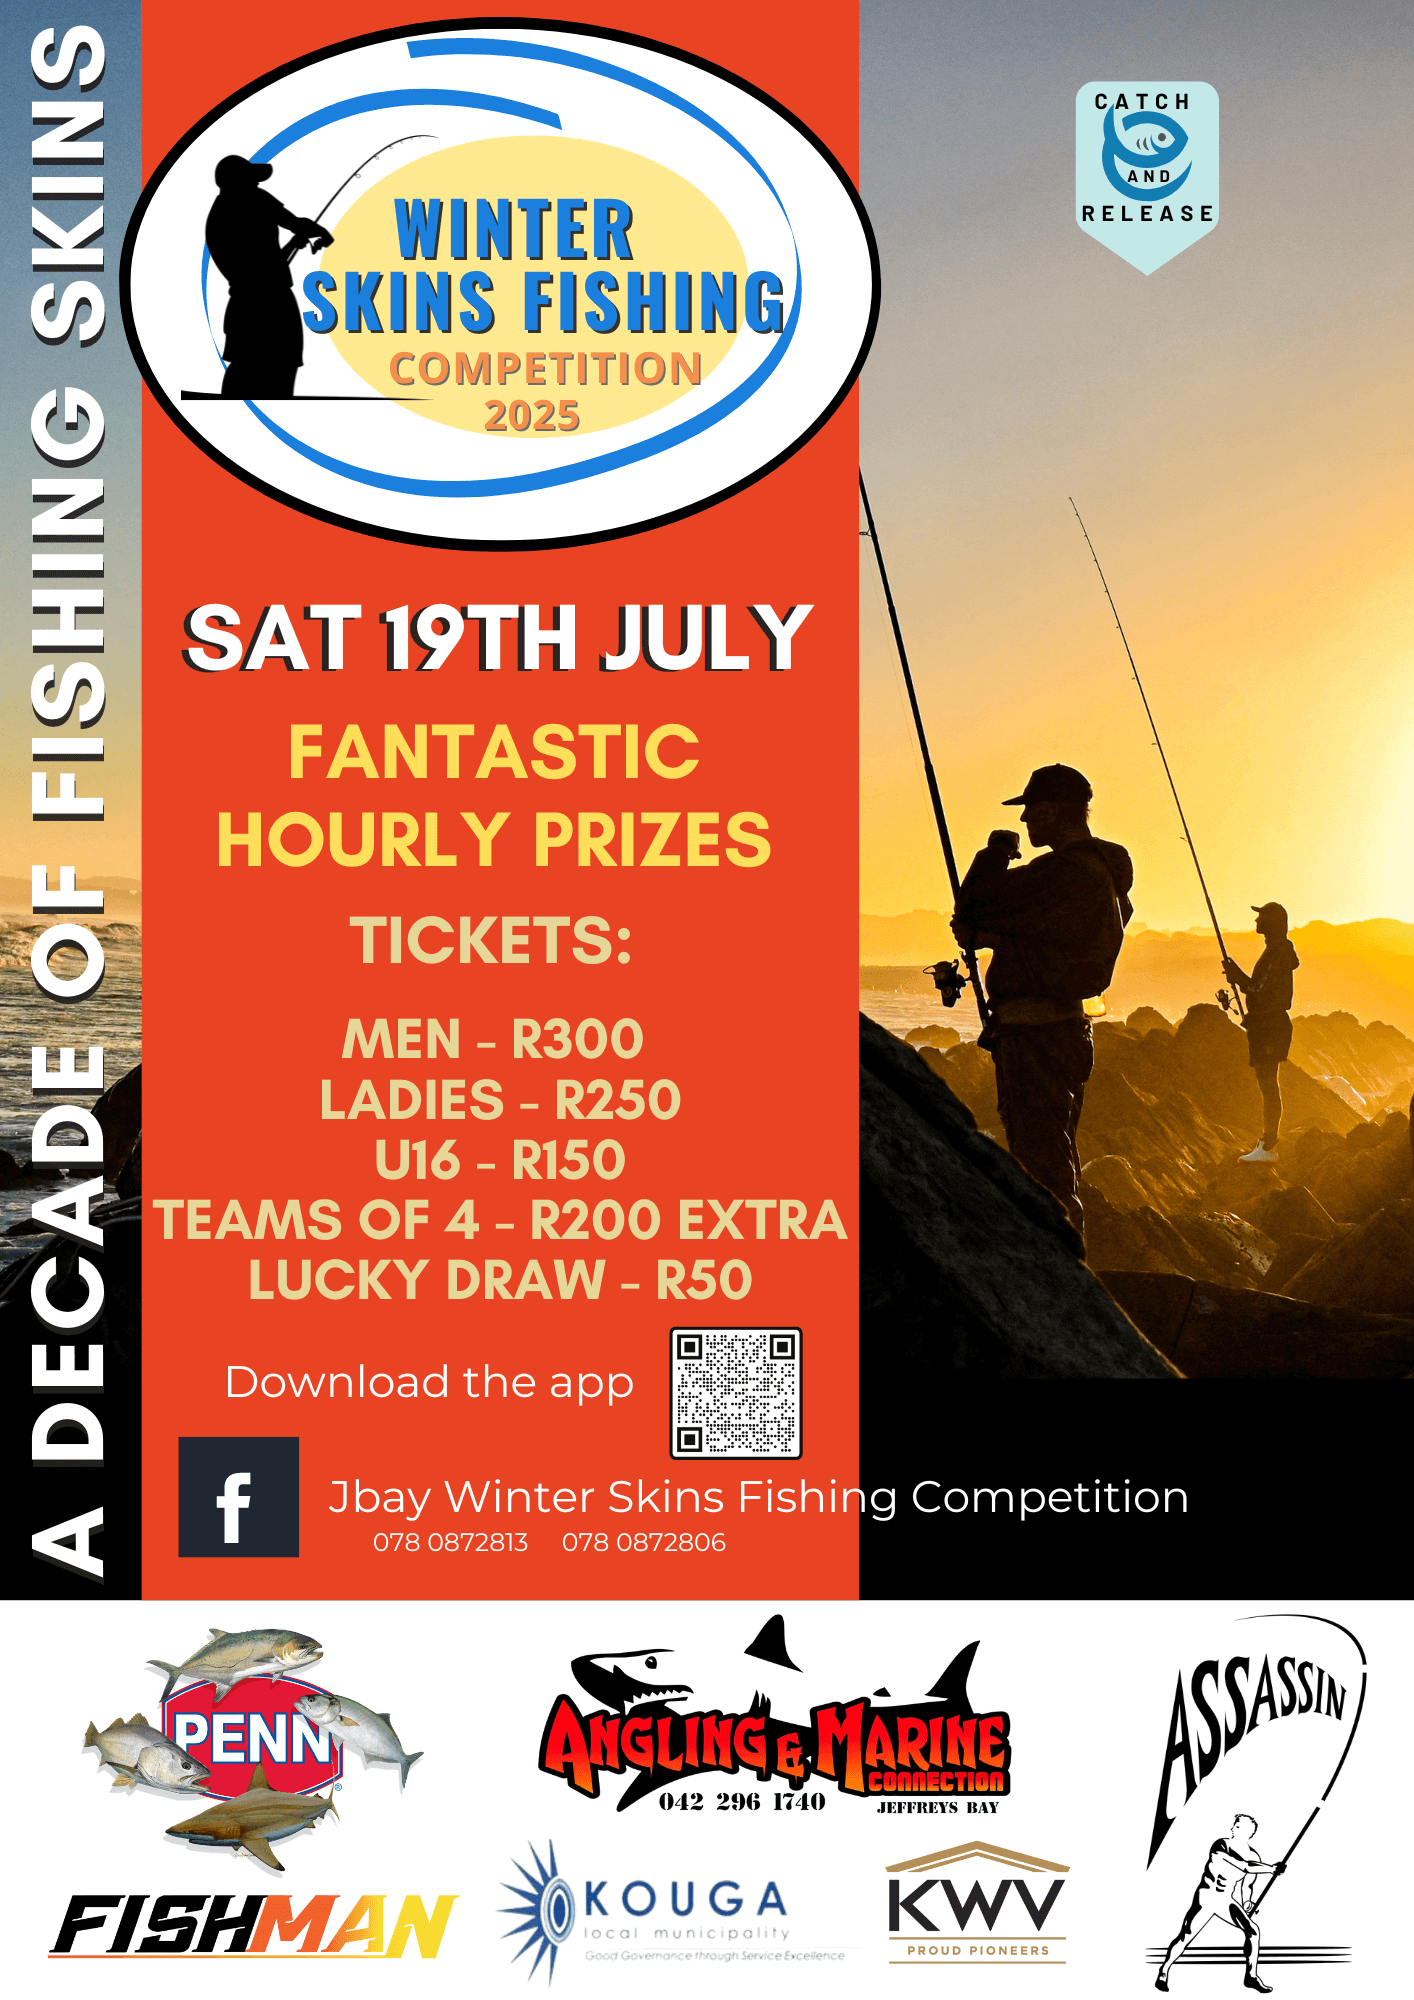 A DECADE OF FISHING SKINS
WINTER
SKINS FISHING
COMPETITION
2025
CATCH
AND
RELEASE
SAT 19TH JULY
FANTASTIC
HOURLY PRIZES
TICKETS:
MEN - R300
LADIES - R250
U16 - R150
TEAMS OF 4 - R200 EXTRA
LUCKY DRAW - R50
Download the app
f
Jbay Winter Skins Fishing Competition
078 0872813 078 0872806
PENN
®
ANGLING & MARINE
CONNECTION
042 296 1740 JEFFREYS BAY
ASSASSIN
FISHMAN
KOUGA
local municipality
Good Governance through Service Excellence
KWV
PROUD PIONEERS